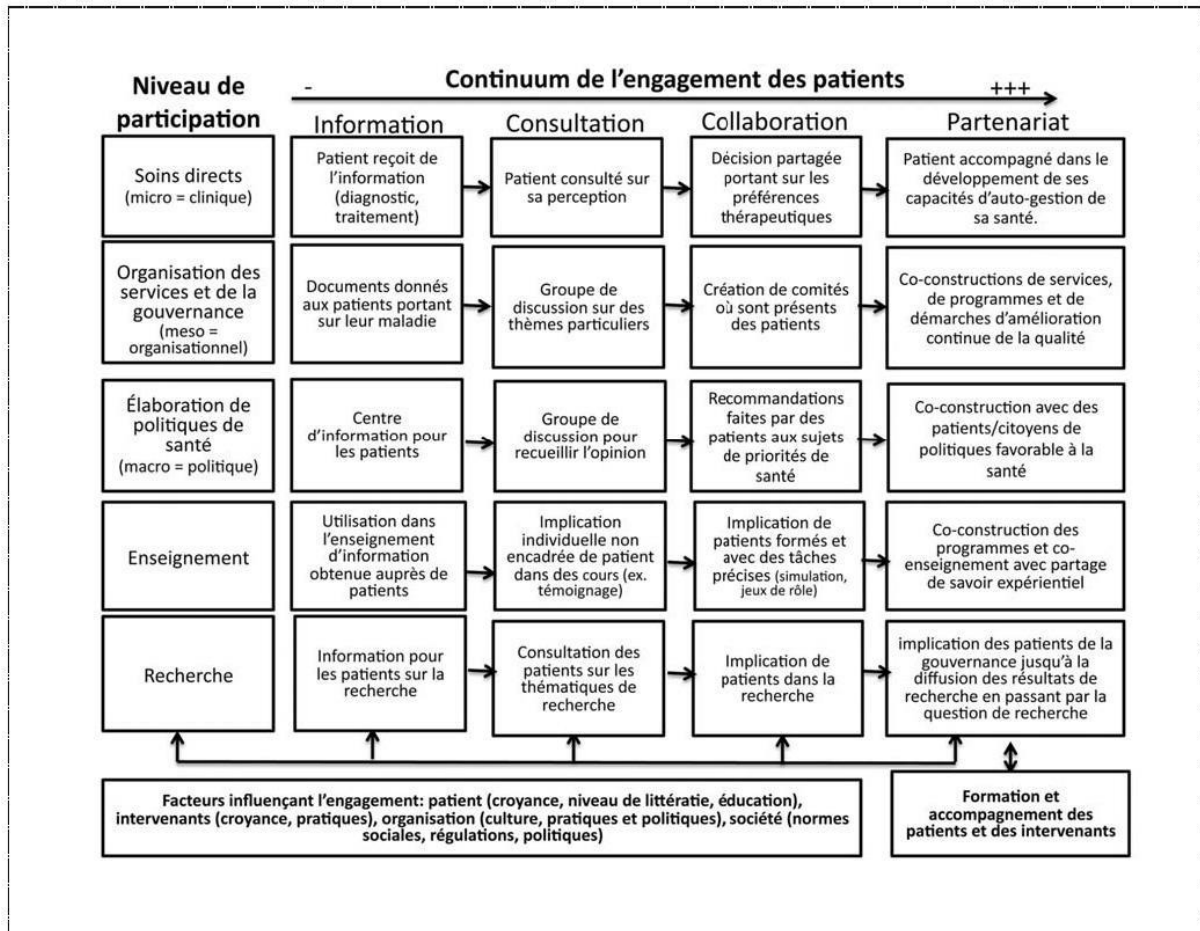 Niveau de
participation
Continuum de l’engagement des patients
- +++
Information
Consultation
Collaboration
Partenariat
Soins directs
(micro = clinique)
Patient reçoit de
l’information
(diagnostic,
traitement)
Patient consulté sur
sa perception
Décision partagée
portant sur les
préférences
thérapeutiques
Patient accompagné dans le
développement de ses
capacités d’auto-gestion de
sa santé.
Organisation des
services et de la
gouvernance
(meso =
organisationnel)
Documents donnés
aux patients portant
sur leur maladie
Groupe de
discussion sur des
thèmes particuliers
Création de comités
où sont présents
des patients
Co-constructions de services,
de programmes et de
démarches d’amélioration
continue de la qualité
Élaboration de
politiques de
santé
(macro = politique)
Centre
d’information pour
les patients
Groupe de
discussion pour
recueillir l’opinion
Recommandations
faites par des
patients aux sujets
de priorités de
santé
Co-construction avec des
patients/citoyens de
politiques favorable à la
santé
Enseignement
Utilisation dans
l’enseignement
d’information
obtenue auprès de
patients
Implication
individuelle non
encadrée de patient
dans des cours (ex.
témoignage)
Implication de
patients formés et
avec des tâches
précises (simulation,
jeux de rôle)
Co-construction des
programmes et co-
enseignement avec partage
de savoir expérientiel
Recherche
Information pour
les patients sur la
recherche
Consultation des
patients sur les
thématiques de
recherche
Implication de
patients dans la
recherche
implication des patients de la
gouvernance jusqu’à la
diffusion des résultats de
recherche en passant par la
question de recherche
Facteurs influençant l’engagement: patient (croyance, niveau de littératie, éducation),
intervenants (croyance, pratiques), organisation (culture, pratiques et politiques), société (normes
sociales, régulations, politiques)
Formation et
accompagnement des
patients et des intervenants